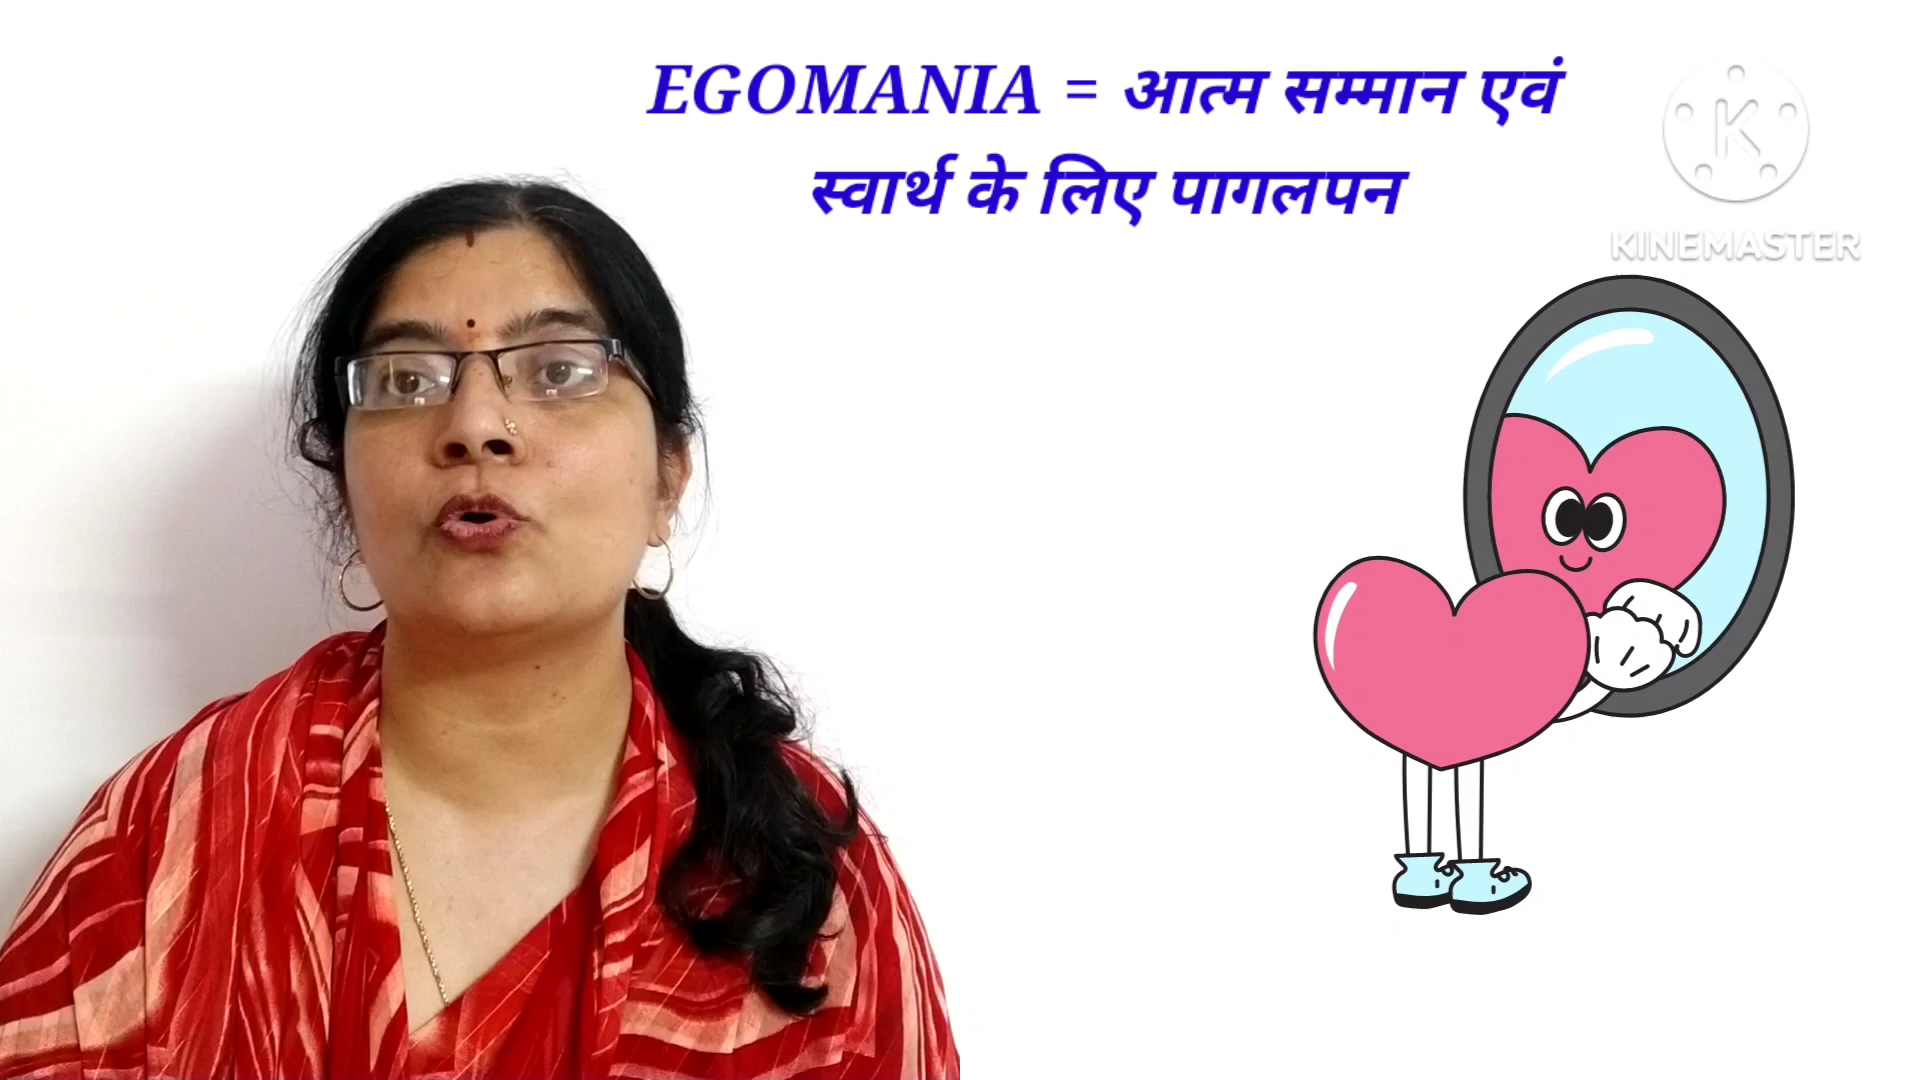 EGOMANIA = आत्म सम्मान एवं
स्वार्थ के लिए पागलपन
K
KINEMASTER